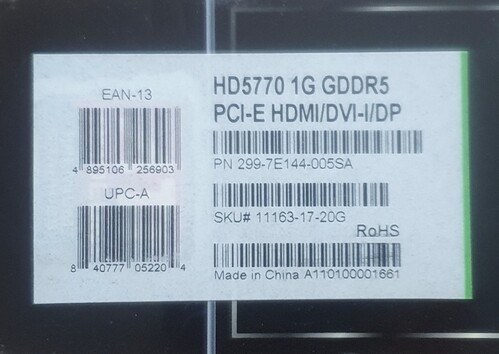 EAN-13
4 895106 256903
UPC-A
8 40777 05220 4
HD5770 1G GDDR5
PCI-E HDMI/DVI-I/DP
PN 299-7E144-005SA
SKU# 11163-17-20G
RoHS
Made in China A110100001661